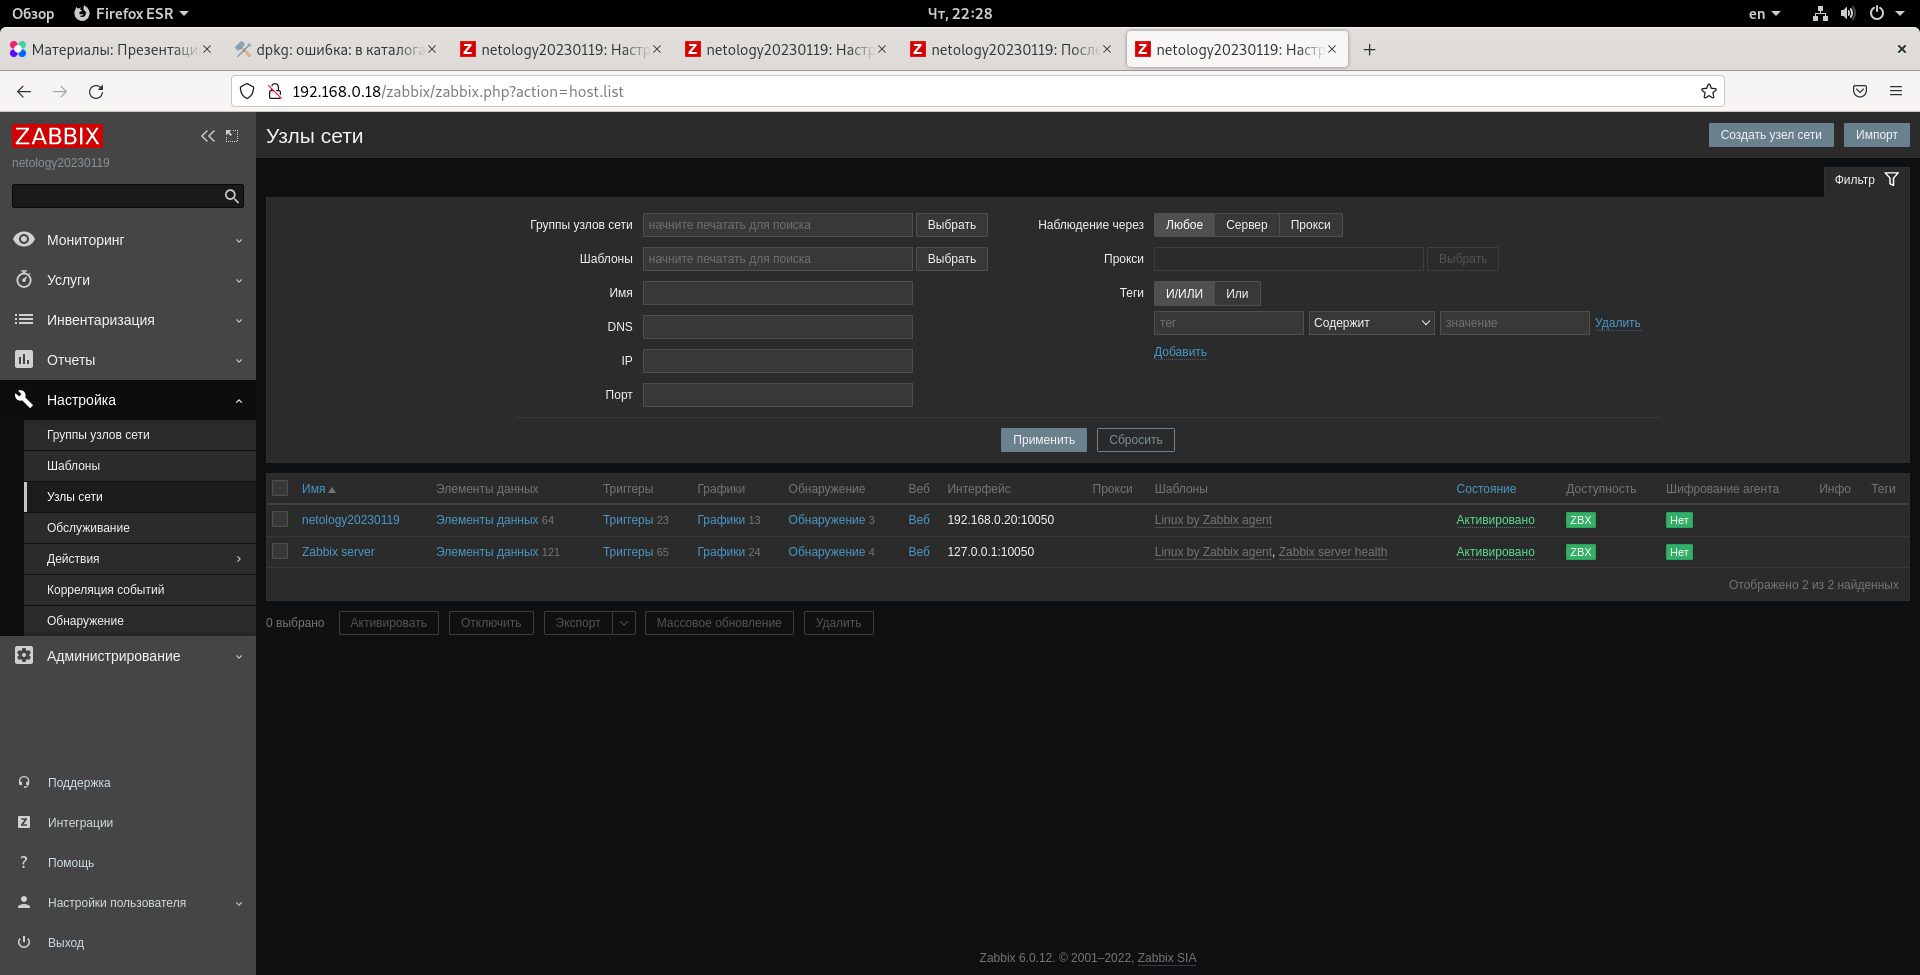 Обзор
Firefox ESR
Чт, 22:28
en
Материалы: Презентаци
dpkg: ошибка: в каталога
netology20230119: Настр
netology20230119: Настр
netology20230119: После
netology20230119: Настр
192.168.0.18/zabbix/zabbix.php?action=host.list
ZABBIX
netology20230119
Мониторинг
Услуги
Инвентаризация
Отчеты
Настройка
Группы узлов сети
Шаблоны
Узлы сети
Обслуживание
Действия
Корреляция событий
Обнаружение
Администрирование
Поддержка
Интеграции
Помощь
Настройки пользователя
Выход
Узлы сети
Создать узел сети
Импорт
Фильтр
Группы узлов сети начните печатать для поиска Выбрать
Шаблоны начните печатать для поиска Выбрать
Имя
DNS
IP
Порт
Наблюдение через Любое Сервер Прокси
Прокси Выбрать
Теги И/ИЛИ Или
тег Содержит значение Удалить
Добавить
Применить Сбросить
Имя Элементы данных Триггеры Графики Обнаружение Веб Интерфейс Прокси Шаблоны Состояние Доступность Шифрование агента Инфо Теги
netology20230119 Элементы данных 64 Триггеры 23 Графики 13 Обнаружение 3 Веб 192.168.0.20:10050 Linux by Zabbix agent Активировано ZBX Нет
Zabbix server Элементы данных 121 Триггеры 65 Графики 24 Обнаружение 4 Веб 127.0.0.1:10050 Linux by Zabbix agent, Zabbix server health Активировано ZBX Нет
Отображено 2 из 2 найденных
0 выбрано Активировать Отключить Экспорт Массовое обновление Удалить
Zabbix 6.0.12. © 2001–2022, Zabbix SIA